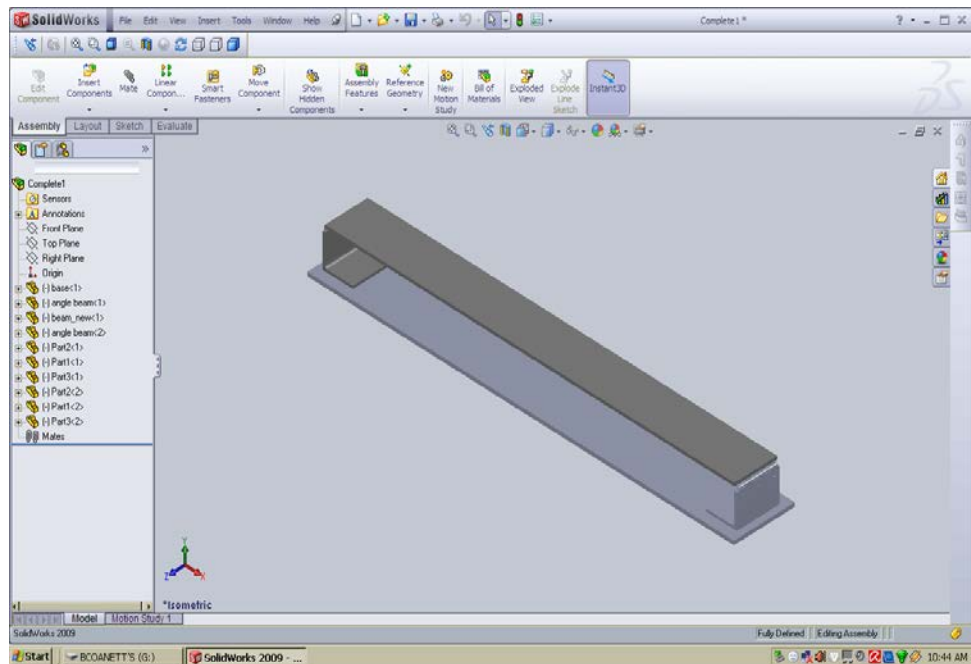 SolidWorks File Edit View Insert Tools Window Help Complete1 *
Edit Component
Insert Components
Mate
Linear Compon...
Smart Fasteners
Move Component
Show Hidden Components
Assembly Features
Reference Geometry
New Motion Study
Bill of Materials
Exploded View
Explode Line Sketch
Instant3D
Assembly Layout Sketch Evaluate
Complete1
Sensors
Annotations
Front Plane
Top Plane
Right Plane
Origin
(-) base<1>
(-) angle beam<1>
(-) beam_new<1>
(-) angle beam<2>
(-) Part2<1>
(-) Part1<1>
(-) Part3<1>
(-) Part2<2>
(-) Part1<2>
(-) Part3<2>
Mates
Y
Z X
*Isometric
Model Motion Study 1
SolidWorks 2009 Fully Defined Editing Assembly
Start BCOANETT'S (G:) SolidWorks 2009 - ... 10:44 AM